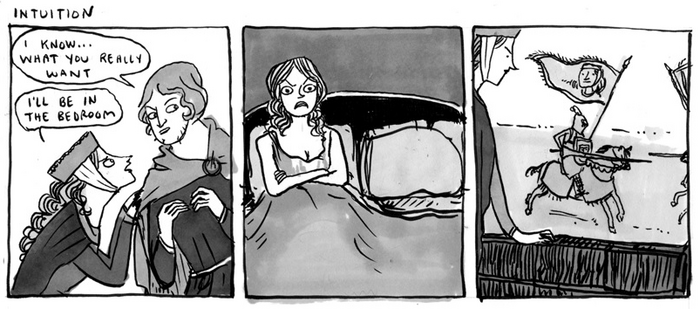 INTUITION
I KNOW...
WHAT YOU REALLY
WANT
I'LL BE IN
THE BEDROOM